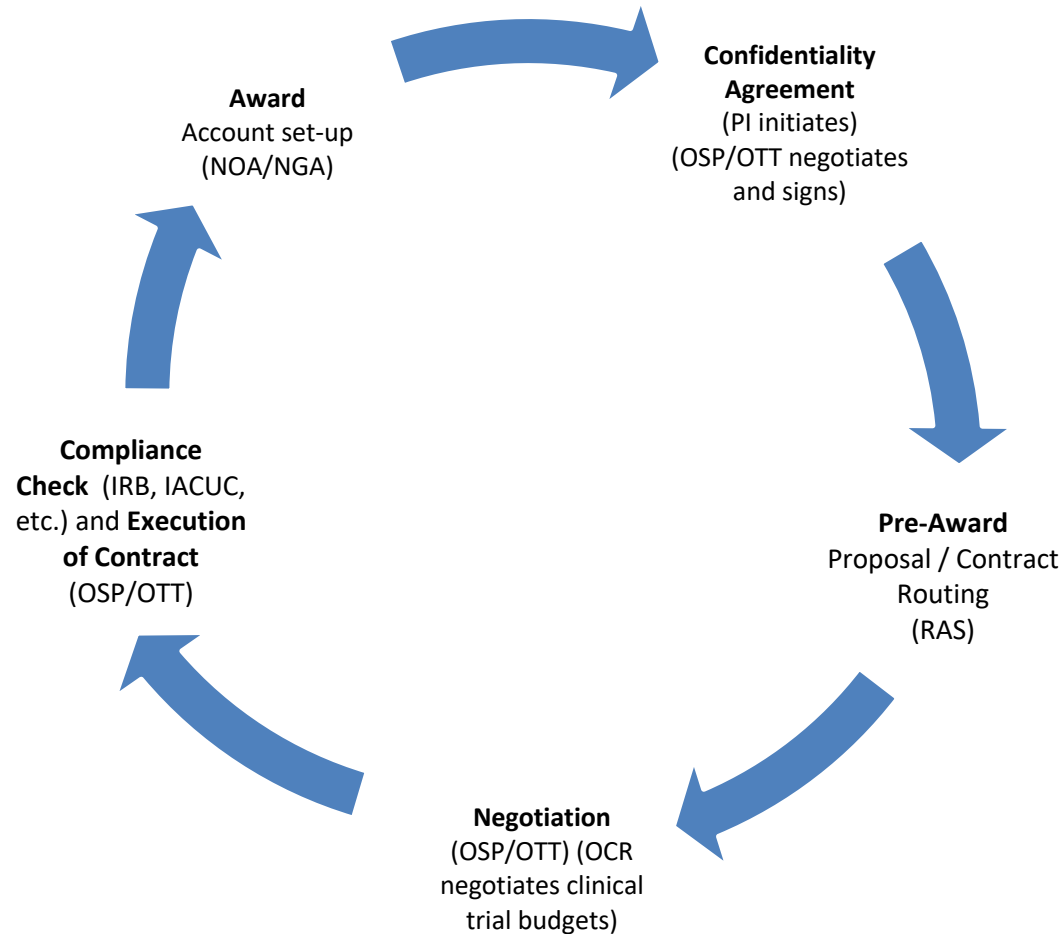 Award
Account set-up
(NOA/NGA)
Confidentiality
Agreement
(PI initiates)
(OSP/OTT negotiates
and signs)
Pre-Award
Proposal / Contract
Routing
(RAS)
Negotiation
(OSP/OTT) (OCR
negotiates clinical
trial budgets)
Compliance
Check  (IRB, IACUC,
etc.) and Execution
of Contract
(OSP/OTT)